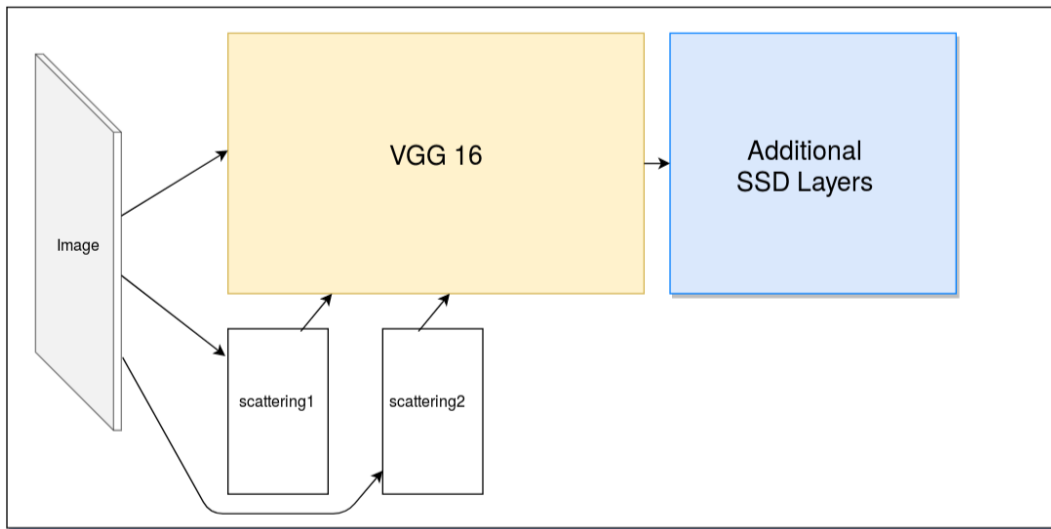 VGG 16
Additional
SSD Layers
Image
scattering1
scattering2